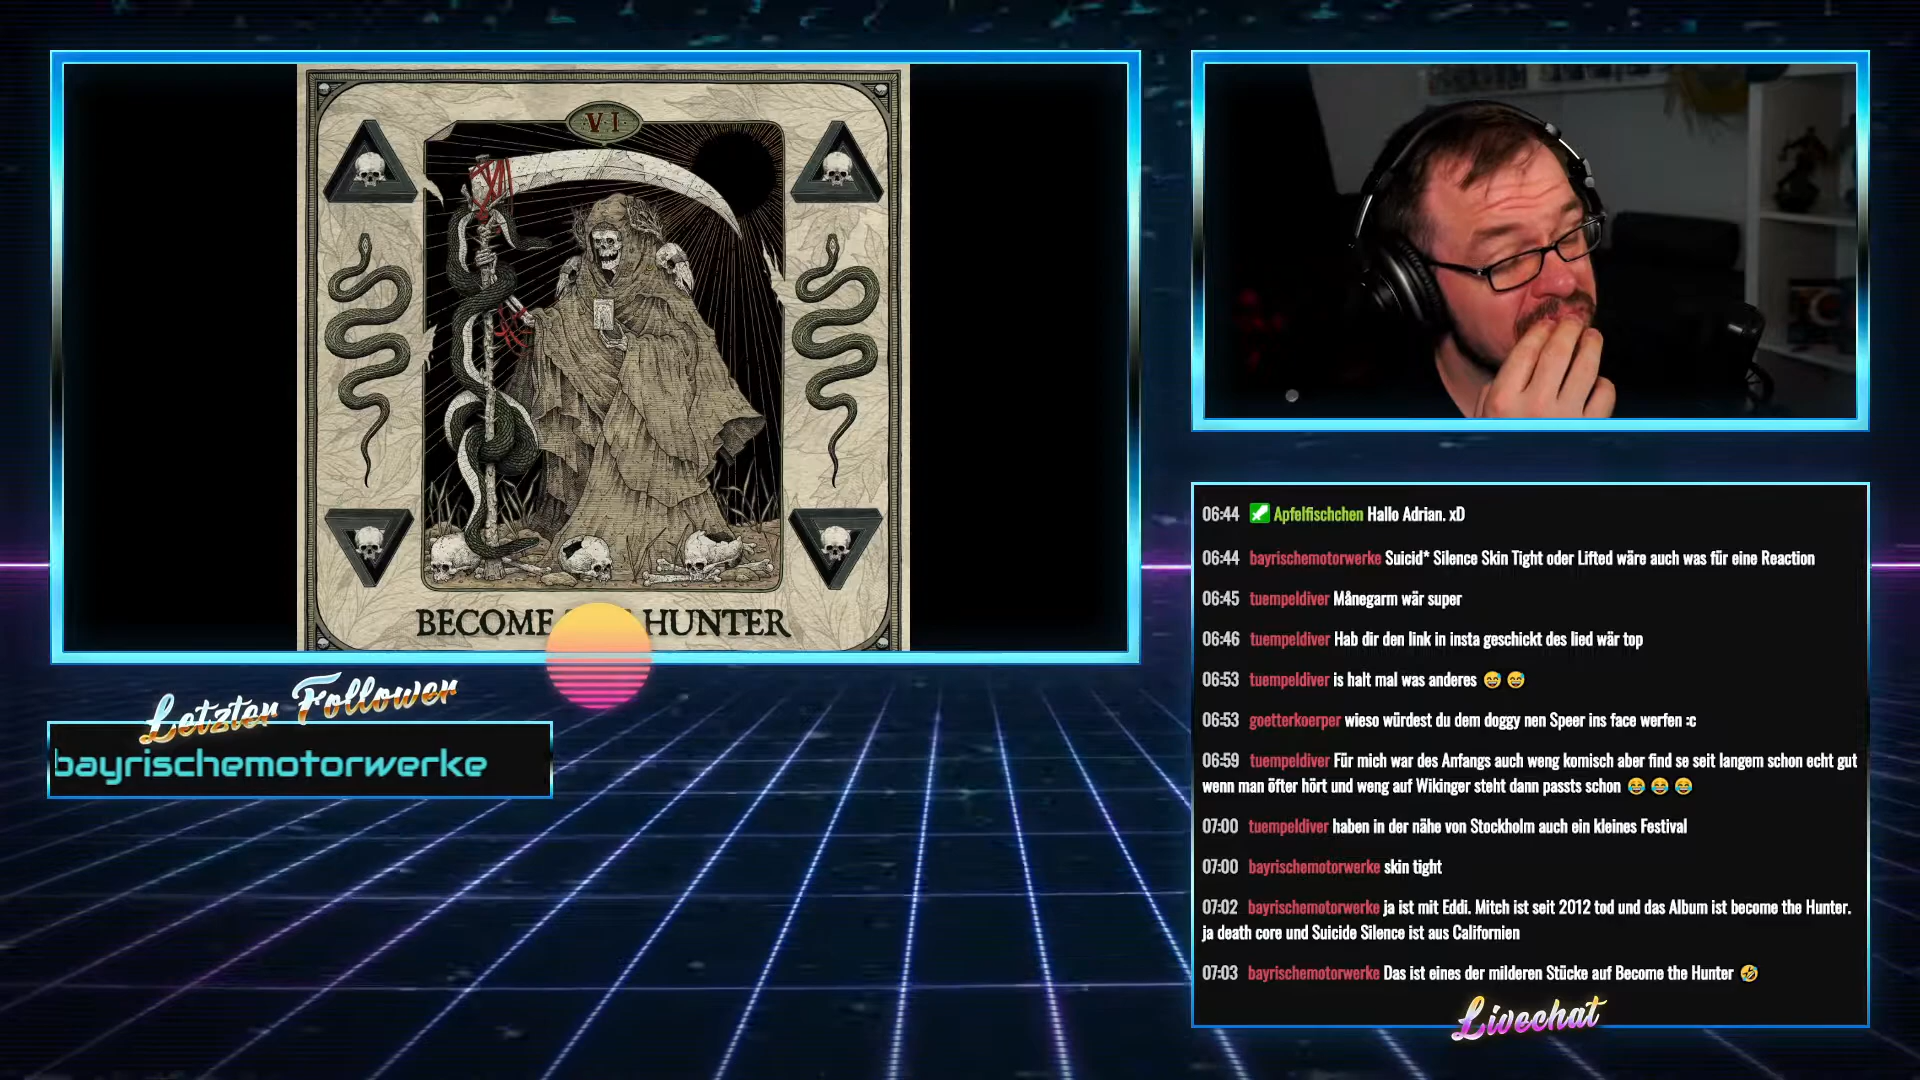 VI
BECOME HUNTER
Letzter Follower
bayrischemotorwerke
06:44 Apfelfischchen Hallo Adrian. xD
06:44 bayrischemotorwerke Suicid* Silence Skin Tight oder Lifted wäre auch was für eine Reaction
06:45 tuempeldiver Månegarm wär super
06:46 tuempeldiver Hab dir den link in insta geschickt des lied wär top
06:53 tuempeldiver is halt mal was anderes 😅 😅
06:53 goetterkoerper wieso würdest du dem doggy nen Speer ins face werfen :c
06:59 tuempeldiver Für mich war des Anfangs auch weng komisch aber find se seit langem schon echt gut
wenn man öfter hört und weng auf Wikinger steht dann passts schon 😂 😂 😂
07:00 tuempeldiver haben in der nähe von Stockholm auch ein kleines Festival
07:00 bayrischemotorwerke skin tight
07:02 bayrischemotorwerke ja ist mit Eddi. Mitch ist seit 2012 tod und das Album ist become the Hunter.
ja death core und Suicide Silence ist aus Californien
07:03 bayrischemotorwerke Das ist eines der milderen Stücke auf Become the Hunter 🤣
Livechat